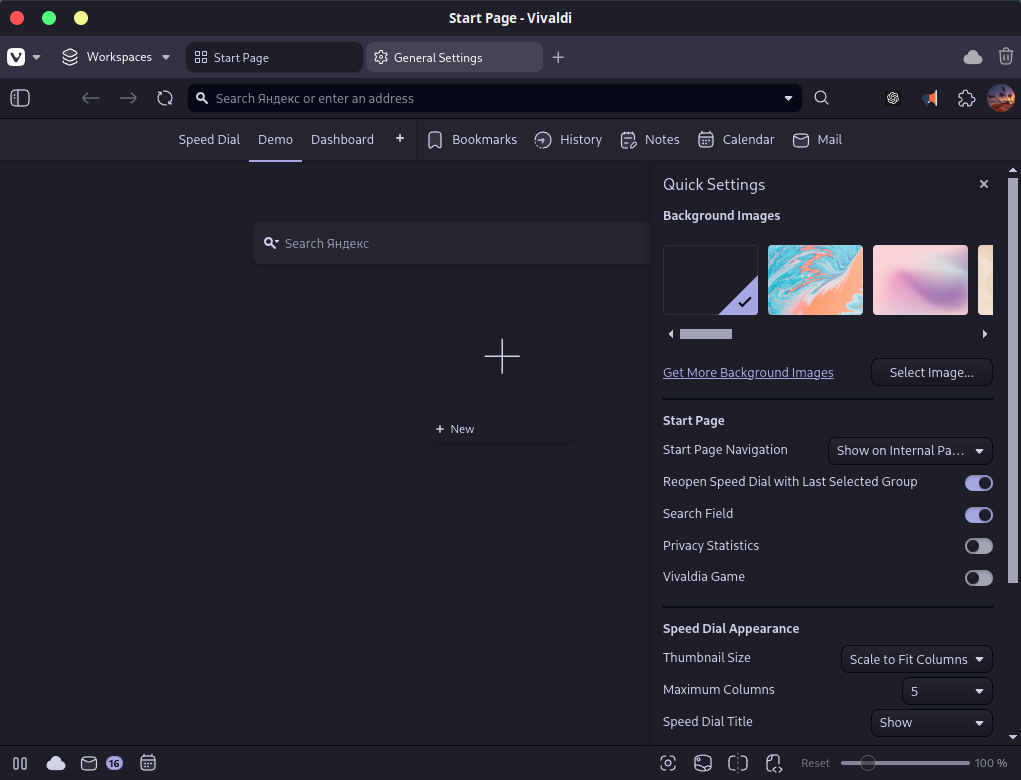 Start Page - Vivaldi
Workspaces
Start Page
General Settings
Search Яндекс or enter an address
Speed Dial
Demo
Dashboard
Bookmarks
History
Notes
Calendar
Mail
Search Яндекс
New
Quick Settings
Background Images
Get More Background Images
Select Image...
Start Page
Start Page Navigation
Show on Internal Pa...
Reopen Speed Dial with Last Selected Group
Search Field
Privacy Statistics
Vivaldia Game
Speed Dial Appearance
Thumbnail Size
Scale to Fit Columns
Maximum Columns
5
Speed Dial Title
Show
16
Reset
100 %